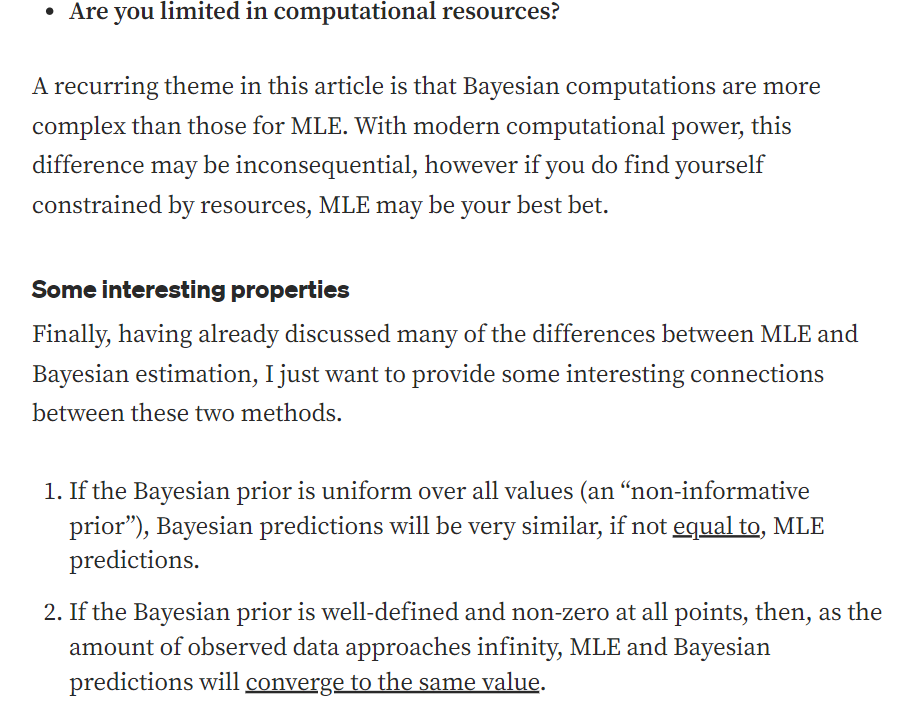 • Are you limited in computational resources?
A recurring theme in this article is that Bayesian computations are more
complex than those for MLE. With modern computational power, this
difference may be inconsequential, however if you do find yourself
constrained by resources, MLE may be your best bet.
Some interesting properties
Finally, having already discussed many of the differences between MLE and
Bayesian estimation, I just want to provide some interesting connections
between these two methods.
1. If the Bayesian prior is uniform over all values (an “non-informative
prior”), Bayesian predictions will be very similar, if not equal to, MLE
predictions.
2. If the Bayesian prior is well-defined and non-zero at all points, then, as the
amount of observed data approaches infinity, MLE and Bayesian
predictions will converge to the same value.